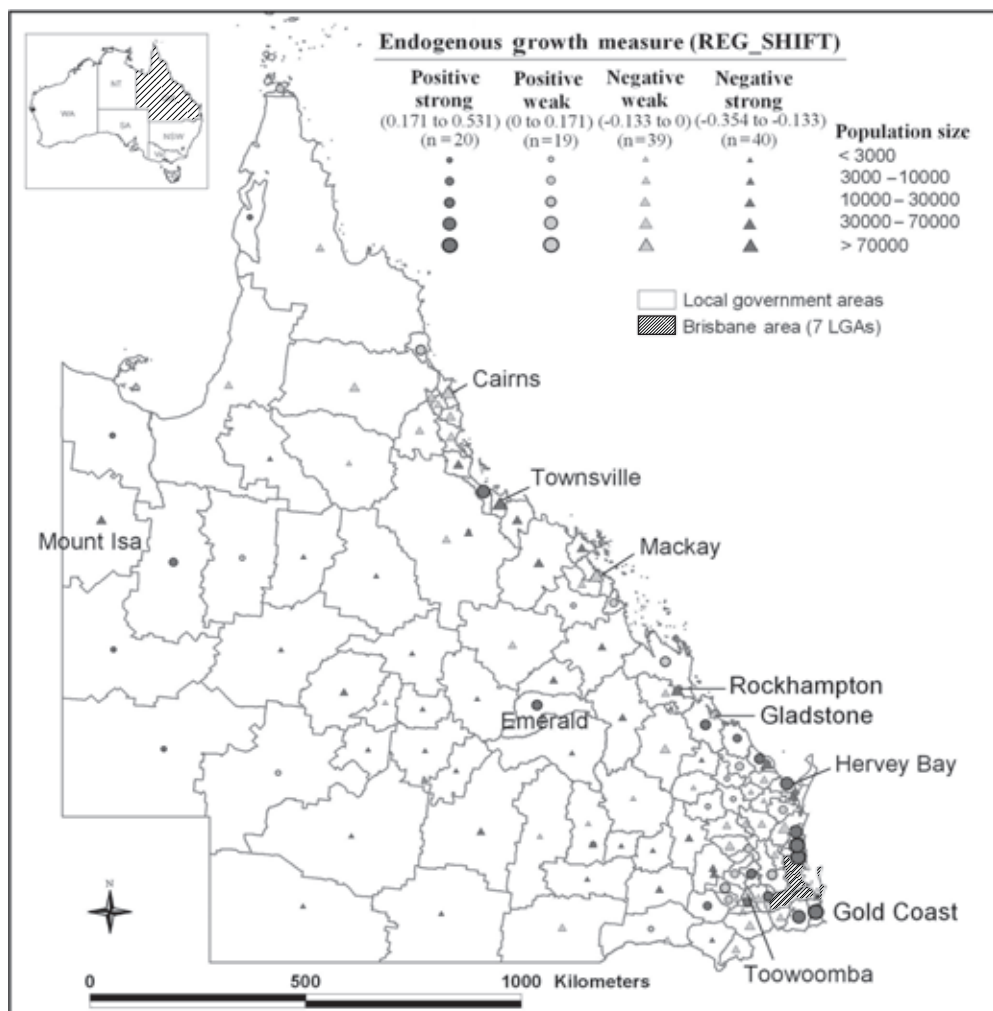 Endogenous growth measure (REG_SHIFT)
Positive strong
(0.171 to 0.531)
(n=20)
Positive weak
(0 to 0.171)
(n=19)
Negative weak
(-0.133 to 0)
(n=39)
Negative strong
(-0.354 to -0.133)
(n=40)
Population size
< 3000
3000 – 10000
10000 – 30000
30000 – 70000
> 70000
Local government areas
Brisbane area (7 LGAs)
WA
NT
SA
NSW
Cairns
Townsville
Mount Isa
Mackay
Rockhampton
Emerald
Gladstone
Hervey Bay
N
Gold Coast
Toowoomba
0 500 1000 Kilometers